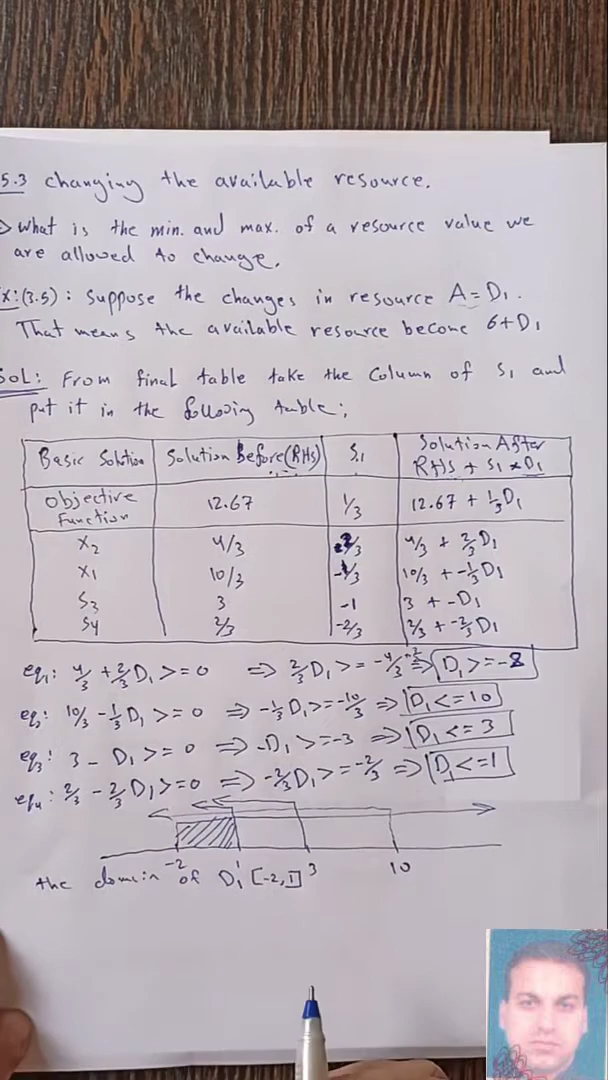 5.3 changing the available resource.
What is the min. and max. of a resource value we
are allowed to change.
X:(3.5): Suppose the changes in resource A = D1.
That means the available resource become 6+D1
SOL: From final table take the Column of S1 and
put it in the following table:
Basic Solution Solution Before(RHS) S1 Solution After RHS + S1 * D1
Objective Function 12.67 1/3 12.67 + 1/3 D1
X2 4/3 2/3 4/3 + 2/3 D1
X1 10/3 -1/3 10/3 + -1/3 D1
S3 3 -1 3 + -D1
S4 2/3 -2/3 2/3 + -2/3 D1
eq1: 4/3 + 2/3 D1 >= 0 => 2/3 D1 >= -4/3 => D1 >= -2
eq2: 10/3 - 1/3 D1 >= 0 => -1/3 D1 >= -10/3 => D1 <= 10
eq3: 3 - D1 >= 0 => -D1 >= -3 => D1 <= 3
eq4: 2/3 - 2/3 D1 >= 0 => -2/3 D1 >= -2/3 => D1 <= 1
-2 1 3 10
the domain of D1 [-2,1]